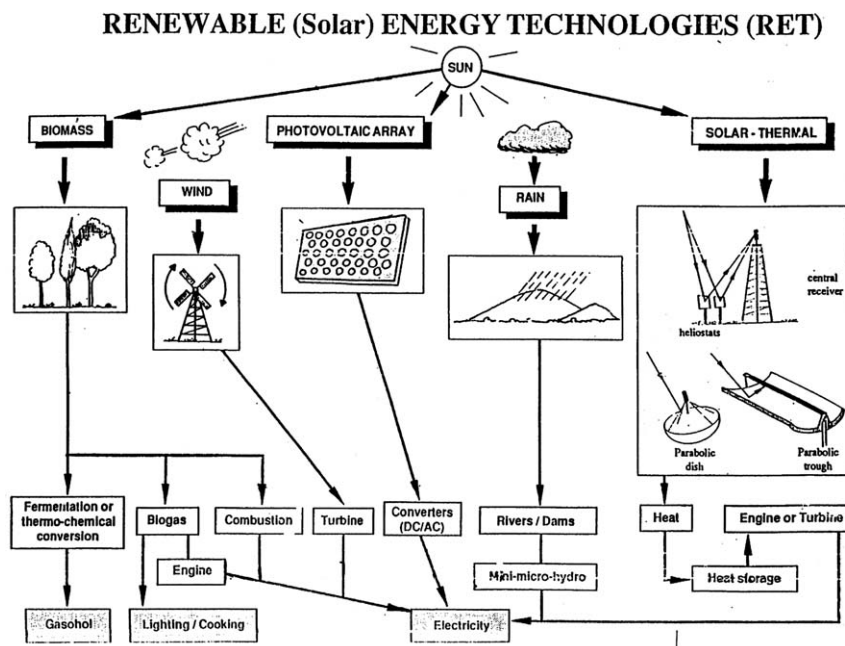 RENEWABLE (Solar) ENERGY TECHNOLOGIES (RET)
SUN
BIOMASS
PHOTOVOLTAIC ARRAY
SOLAR - THERMAL
WIND
RAIN
central
receiver
heliostats
Parabolic
dish
Parabolic
trough
Fermentation or
thermo-chemical
conversion
Biogas
Combustion
Turbine
Converters
(DC/AC)
Rivers / Dams
Heat
Engine or Turbine
Engine
Mini-micro-hydro
Heat storage
Gasohol
Lighting / Cooking
Electricity